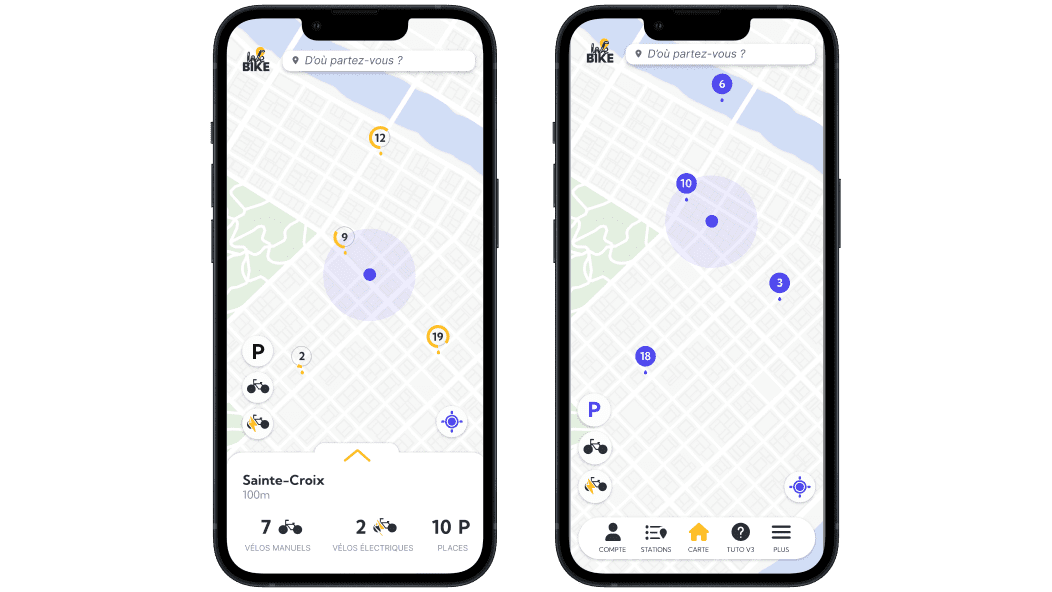 le
BIKE
D'où partez-vous ?
12
9
19
2
P
Sainte-Croix
100m
7
2
10 P
VÉLOS MANUELS
VÉLOS ÉLECTRIQUES
PLACES
BIKE
D'où partez-vous ?
6
10
3
18
P
COMPTE
STATIONS
CARTE
?
TUTO V3
PLUS